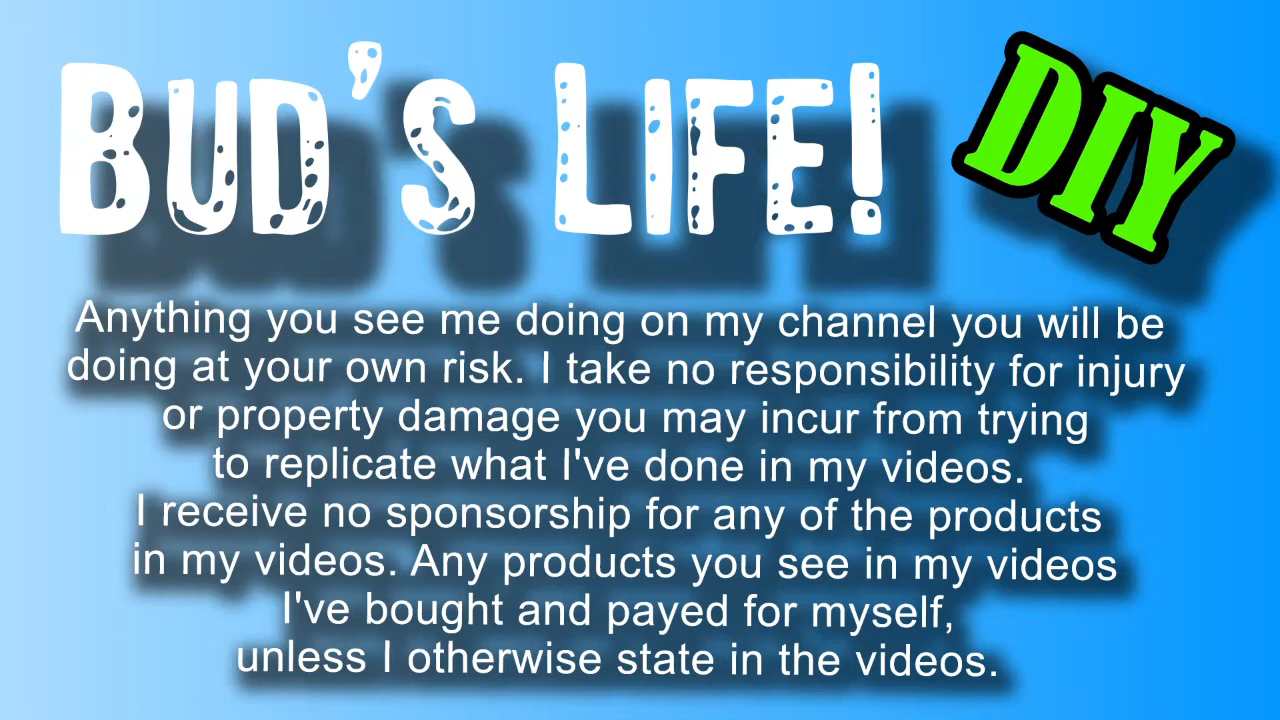 Bud's Life!
DIY
Anything you see me doing on my channel you will be
doing at your own risk. I take no responsibility for injury
or property damage you may incur from trying
to replicate what I've done in my videos.
I receive no sponsorship for any of the products
in my videos. Any products you see in my videos
I've bought and payed for myself,
unless I otherwise state in the videos.